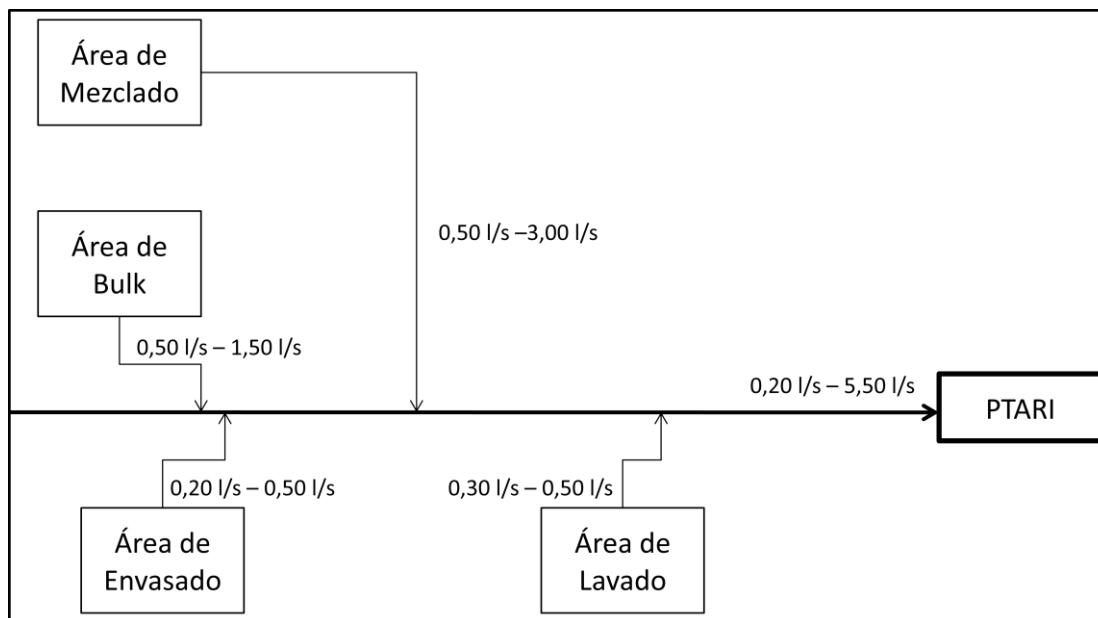 Área de
Mezclado
Área de
Bulk
0,50 l/s –3,00 l/s
0,50 l/s – 1,50 l/s
0,20 l/s – 5,50 l/s
PTARI
0,20 l/s – 0,50 l/s
0,30 l/s – 0,50 l/s
Área de
Envasado
Área de
Lavado